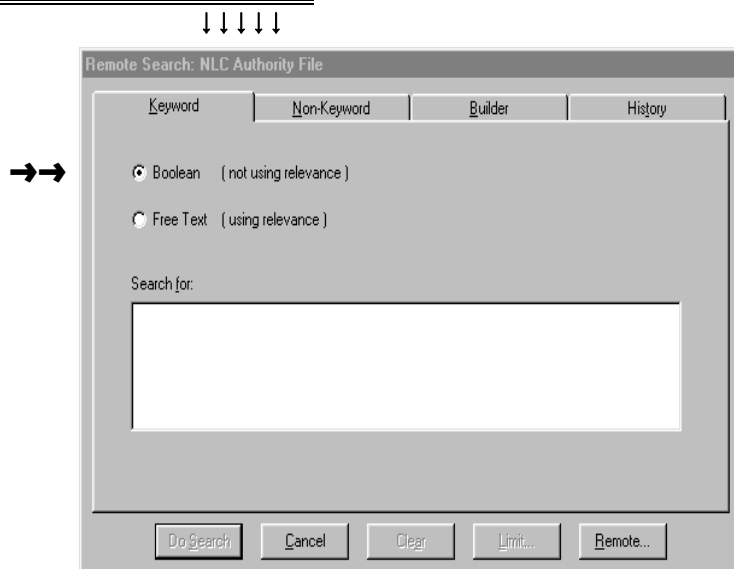 ↓↓↓↓↓
Remote Search: NLC Authority File
Keyword Non-Keyword Builder History
→→ Boolean ( not using relevance )
Free Text ( using relevance )
Search for:
Do Search Cancel Clear Limit... Remote...